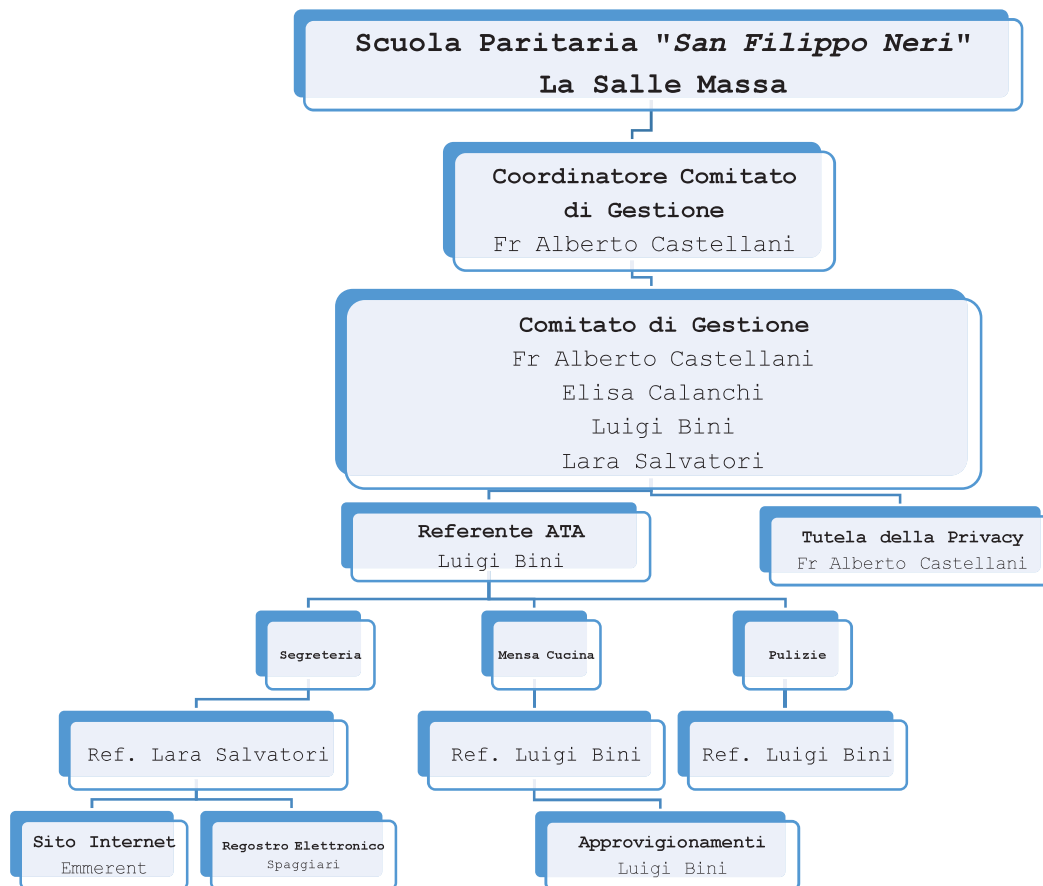 Scuola Paritaria "San Filippo Neri"
La Salle Massa
Coordinatore Comitato
di Gestione
Fr Alberto Castellani
Comitato di Gestione
Fr Alberto Castellani
Elisa Calanchi
Luigi Bini
Lara Salvatori
Referente ATA
Luigi Bini
Tutela della Privacy
Fr Alberto Castellani
Segreteria
Mensa Cucina
Pulizie
Ref. Lara Salvatori
Ref. Luigi Bini
Ref. Luigi Bini
Sito Internet
Emmerent
Regostro Elettronico
Spaggiari
Approvigionamenti
Luigi Bini